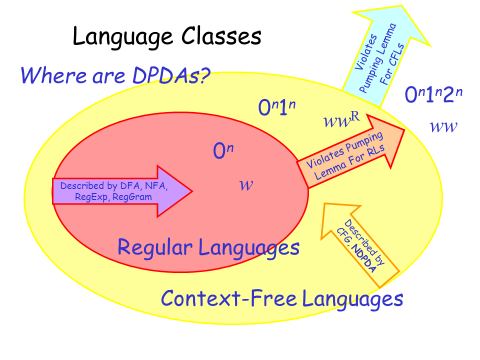 Language Classes
Where are DPDAs?
Violates
Pumping Lemma
For CFLs
0ⁿ1ⁿ2ⁿ
ww
0ⁿ1ⁿ
wwᴿ
Violates Pumping
Lemma For RLs
0ⁿ
w
Described by DFA, NFA,
RegExp, RegGram
Described by
CFG, NDPDA
Regular Languages
Context-Free Languages